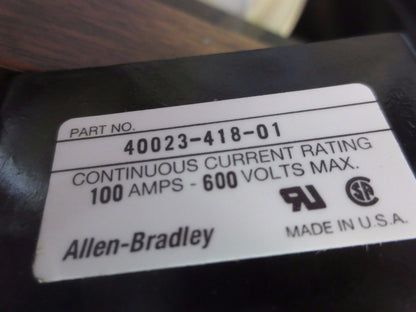 PART NO.
40023-418-01
CONTINUOUS CURRENT RATING
100 AMPS - 600 VOLTS MAX.
Allen-Bradley
MADE IN U.S.A.